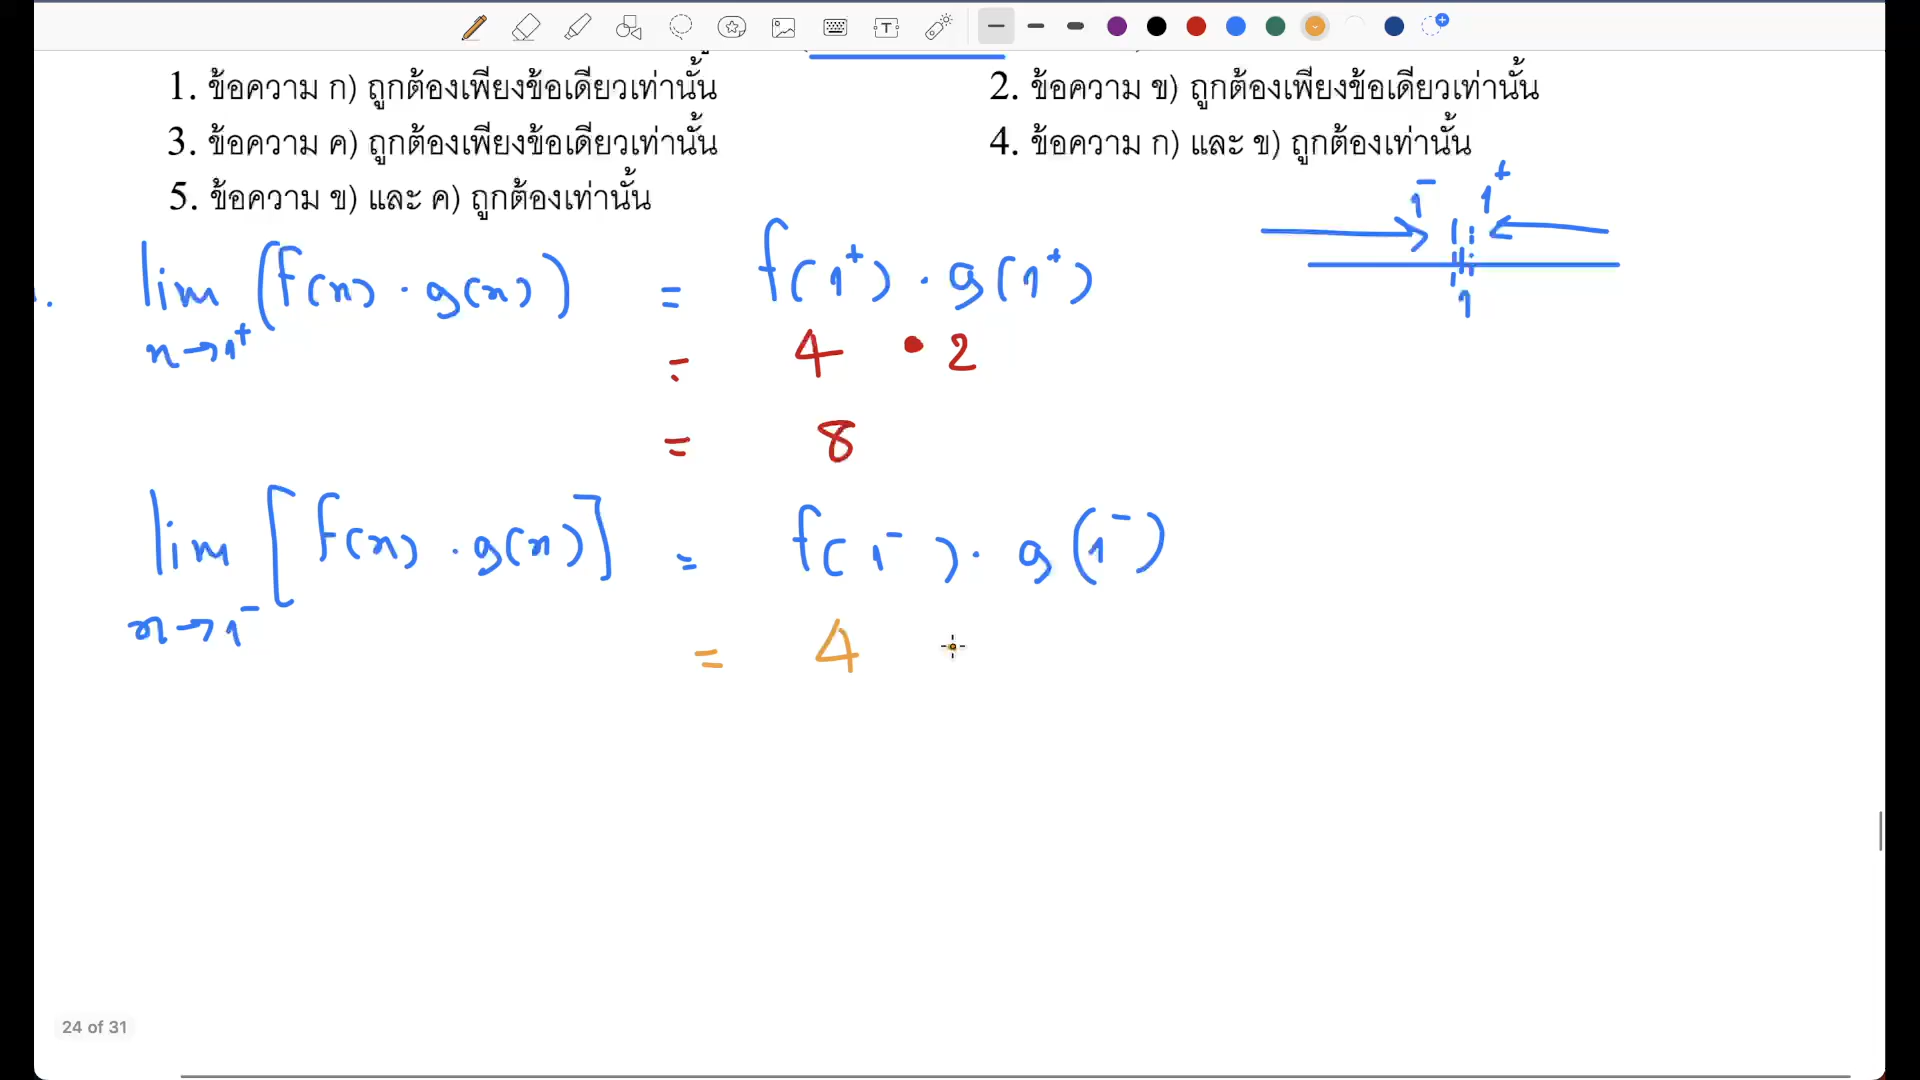 1. ข้อความ ก) ถูกต้องเพียงข้อเดียวเท่านั้น
2. ข้อความ ข) ถูกต้องเพียงข้อเดียวเท่านั้น
3. ข้อความ ค) ถูกต้องเพียงข้อเดียวเท่านั้น
4. ข้อความ ก) และ ข) ถูกต้องเท่านั้น
5. ข้อความ ข) และ ค) ถูกต้องเท่านั้น
1⁻ 1⁺
1
lim (f(x) · g(x)) = f(1⁺) · g(1⁺)
x→1⁺
= 4 • 2
= 8
lim [f(x) · g(x)] = f(1⁻) · g(1⁻)
x→1⁻
= 4
24 of 31